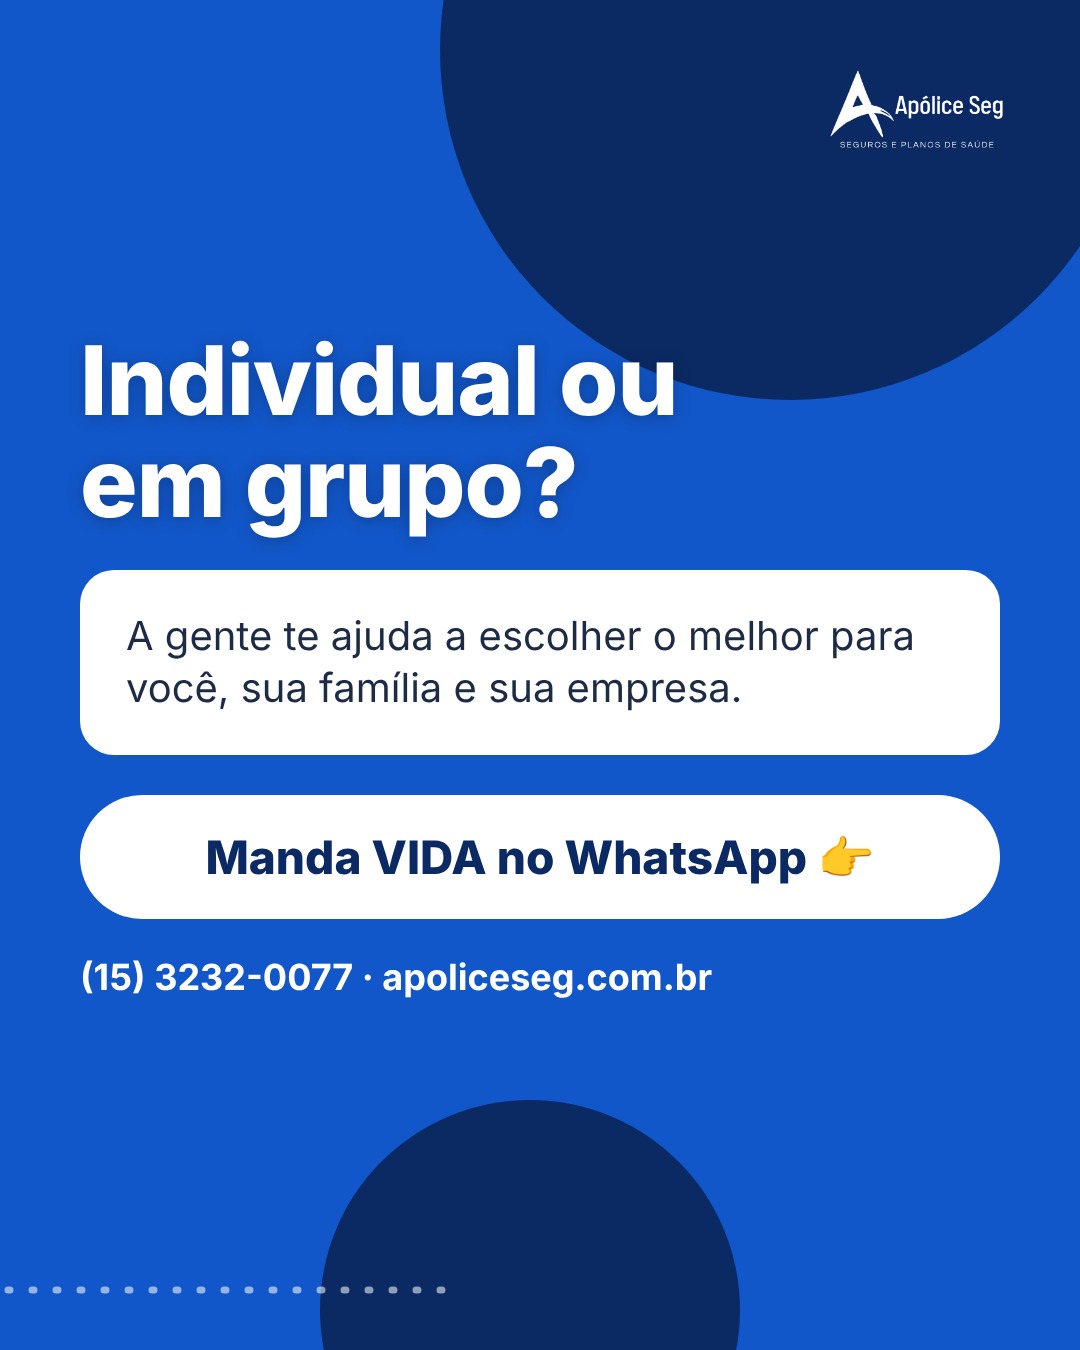 Apólice Seg
SEGUROS E PLANOS DE SAÚDE
Individual ou
em grupo?
A gente te ajuda a escolher o melhor para
você, sua família e sua empresa.
Manda VIDA no WhatsApp 👉
(15) 3232-0077 · apoliceseg.com.br